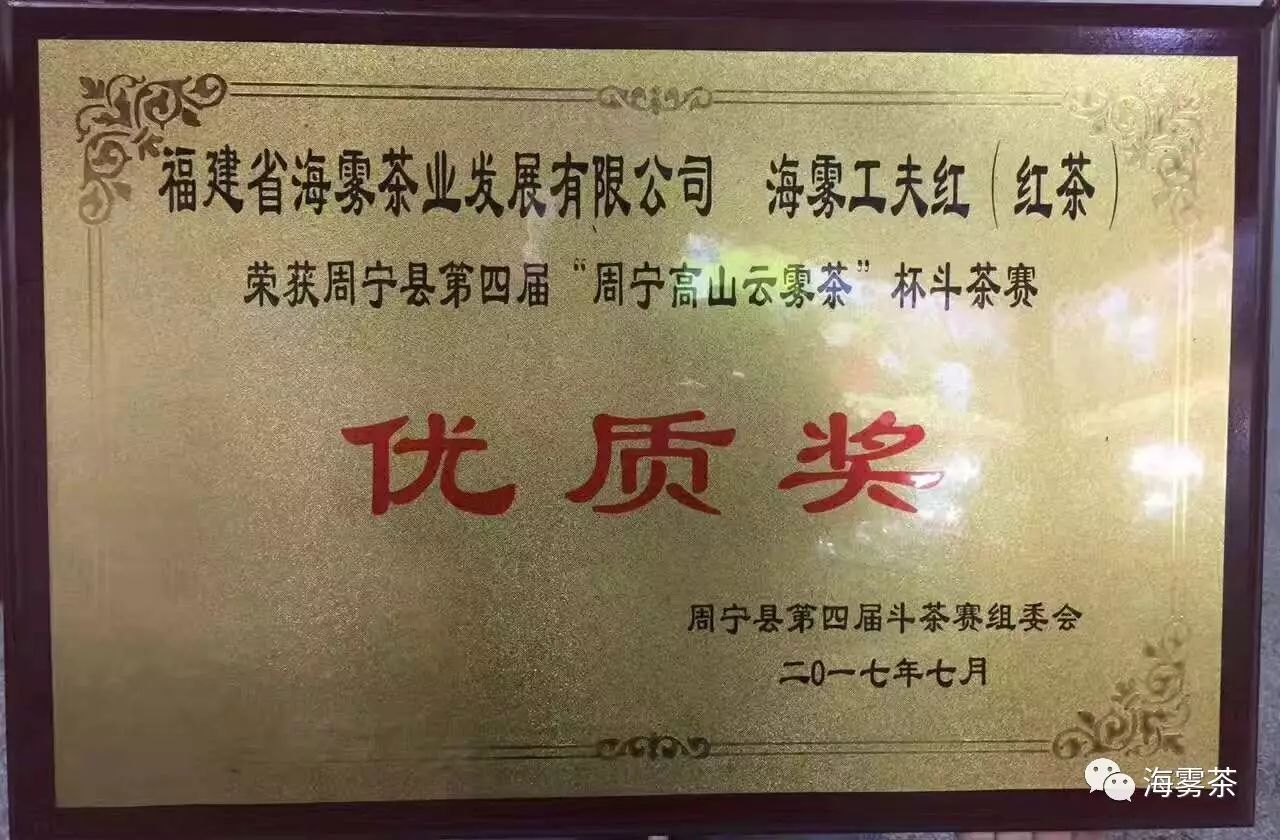 福建省海雾茶业发展有限公司 海雾工夫红(红茶)
荣获周宁县第四届“周宁高山云雾茶”杯斗茶赛
优质奖
周宁县第四届斗茶赛组委会
二0一七年七月
海雾茶